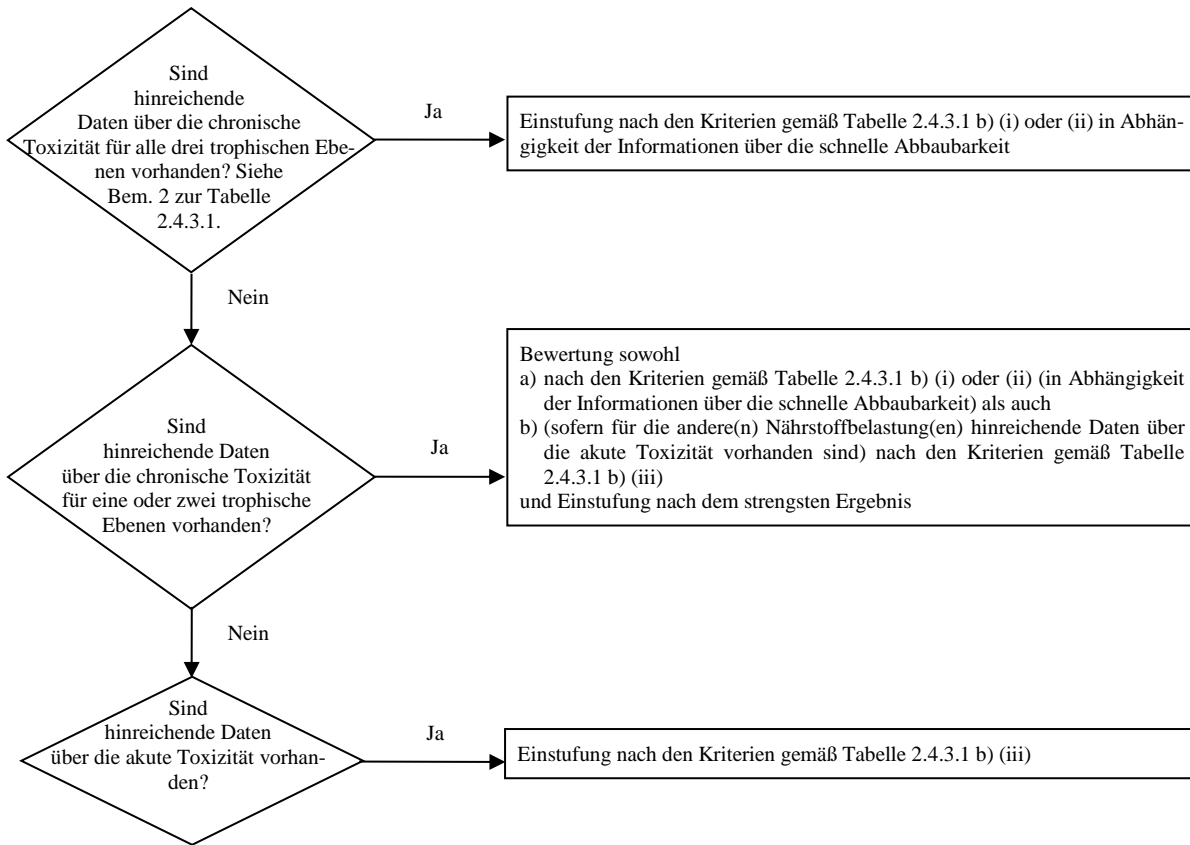 Sind
hinreichende
Daten über die chronische
Toxizität für alle drei trophischen Ebe-
nen vorhanden? Siehe
Bem. 2 zur Tabelle
2.4.3.1.
Ja
Einstufung nach den Kriterien gemäß Tabelle 2.4.3.1 b) (i) oder (ii) in Abhän-
gigkeit der Informationen über die schnelle Abbaubarkeit
Nein
Sind
hinreichende Daten
über die chronische Toxizität
für eine oder zwei trophische
Ebenen vorhanden?
Ja
Bewertung sowohl
a) nach den Kriterien gemäß Tabelle 2.4.3.1 b) (i) oder (ii) (in Abhängigkeit
der Informationen über die schnelle Abbaubarkeit) als auch
b) (sofern für die andere(n) Nährstoffbelastung(en) hinreichende Daten über
die akute Toxizität vorhanden sind) nach den Kriterien gemäß Tabelle
2.4.3.1 b) (iii)
und Einstufung nach dem strengsten Ergebnis
Nein
Sind
hinreichende Daten
über die akute Toxizität vorhan-
den?
Ja
Einstufung nach den Kriterien gemäß Tabelle 2.4.3.1 b) (iii)